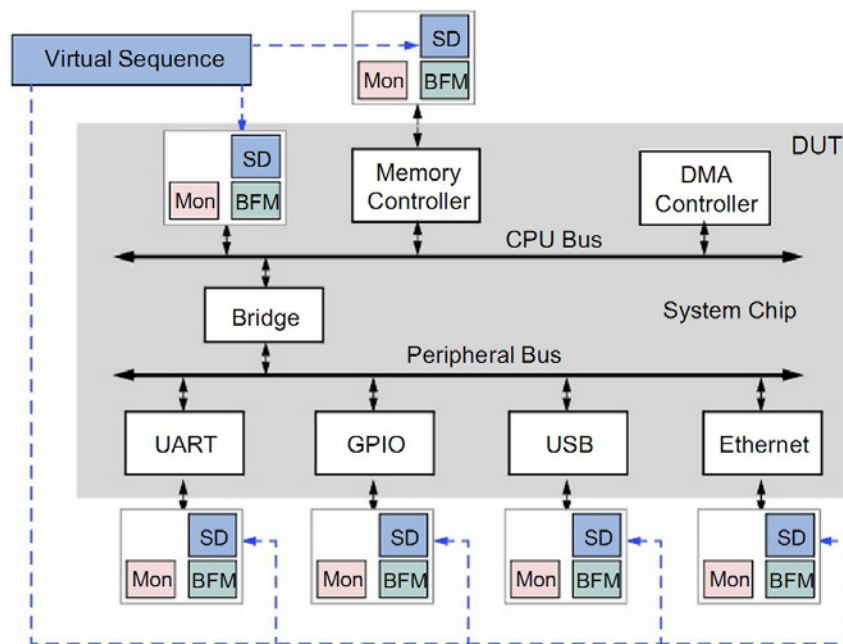 Virtual Sequence
SD
Mon BFM
DUT
SD
Mon BFM
Memory
Controller
DMA
Controller
CPU Bus
Bridge
System Chip
Peripheral Bus
UART
GPIO
USB
Ethernet
SD
Mon BFM
SD
Mon BFM
SD
Mon BFM
SD
Mon BFM